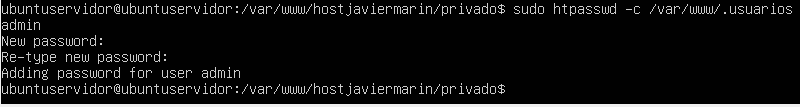 ubuntuservidor@ubuntuservidor:/var/www/hostjaviermarin/privado$ sudo htpasswd -c /var/www/.usuarios
admin
New password:
Re-type new password:
Adding password for user admin
ubuntuservidor@ubuntuservidor:/var/www/hostjaviermarin/privado$